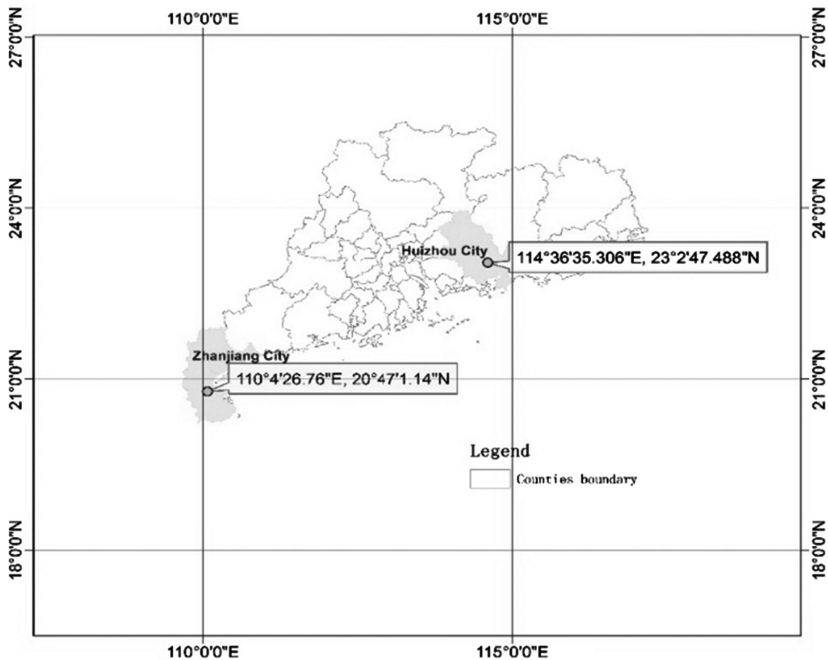 110°0'0"E 115°0'0"E
27°0'0"N 27°0'0"N
24°0'0"N 24°0'0"N
Huizhou City
114°36'35.306"E, 23°2'47.488"N
Zhanjiang City
110°4'26.76"E, 20°47'1.14"N
21°0'0"N 21°0'0"N
Legend
Counties boundary
18°0'0"N 18°0'0"N
110°0'0"E 115°0'0"E